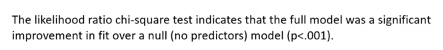 The likelihood ratio chi-square test indicates that the full model was a significant
improvement in fit over a null (no predictors) model (p<.001).